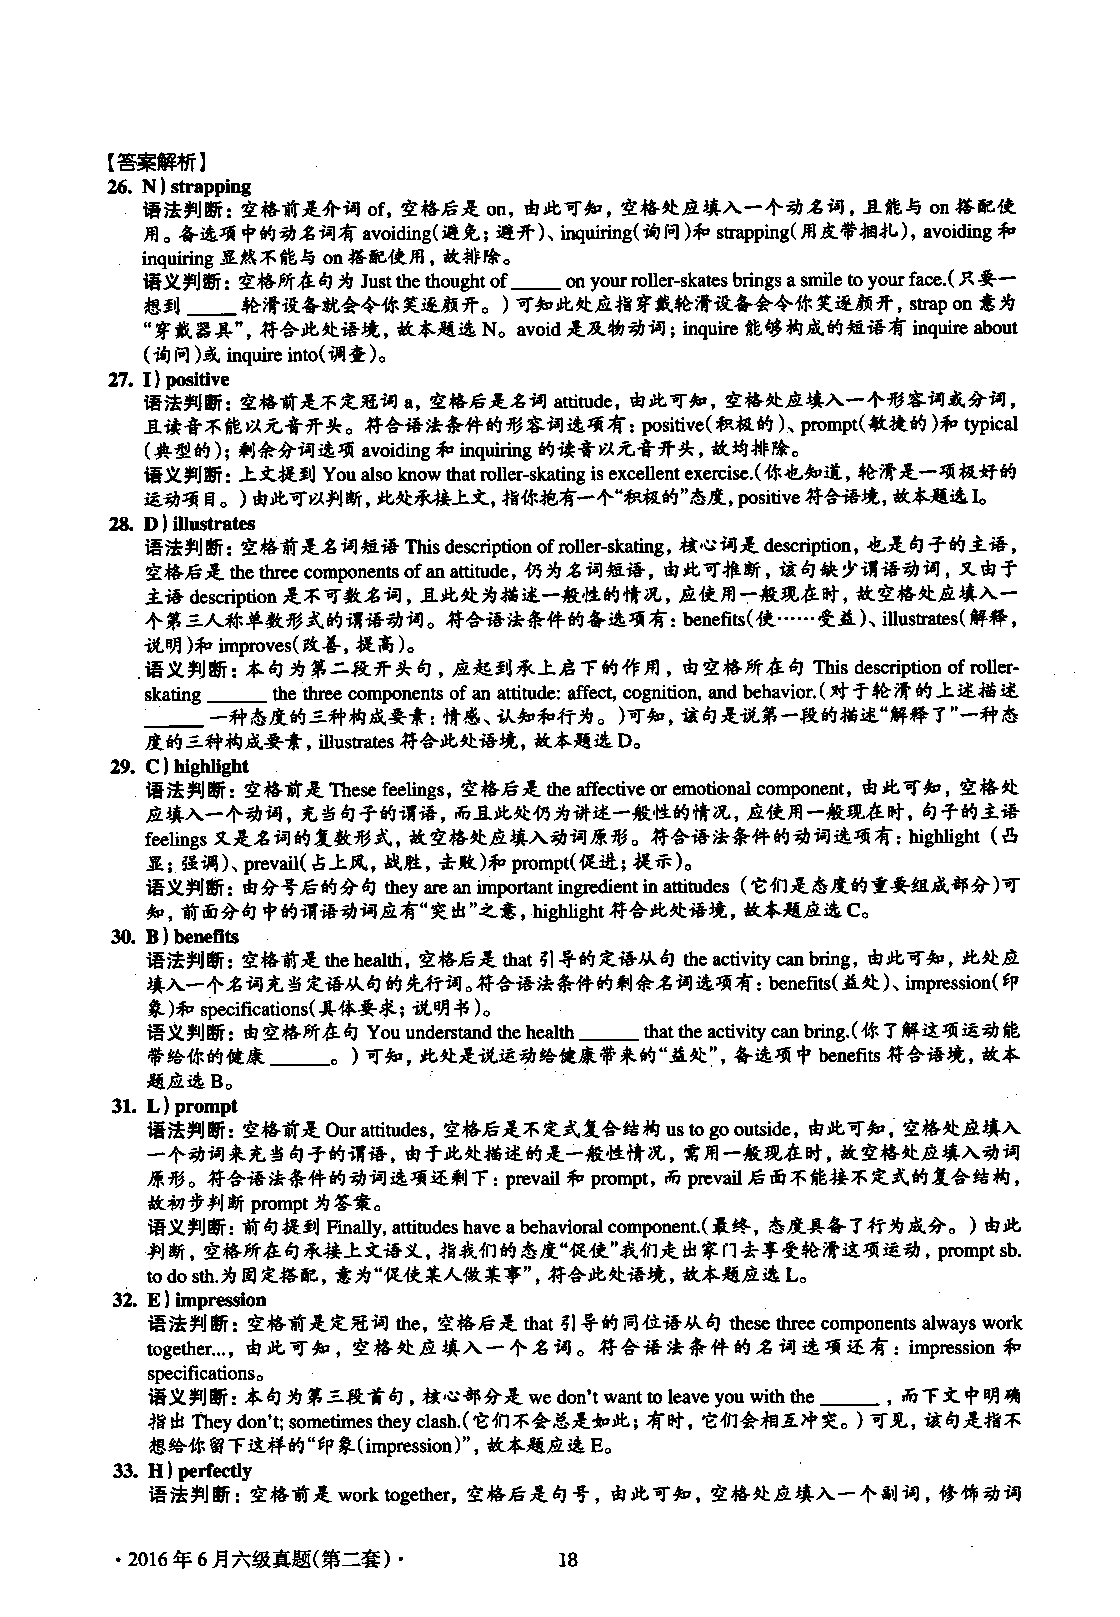 【答案解析】
26. N) strapping
语法判断：空格前是介词 of，空格后是 on，由此可知，空格处应填入一个动名词，且能与 on 搭配使
用。备选项中的动名词有 avoiding(避免；避开)、inquiring(询问)和 strapping(用皮带捆扎)，avoiding 和
inquiring 显然不能与 on 搭配使用，故排除。
语义判断：空格所在句为 Just the thought of _____ on your roller-skates brings a smile to your face.(只要一
想到 _____ 轮滑设备就会令你笑逐颜开。)可知此处应指穿戴轮滑设备会令你笑逐颜开，strap on 意为
“穿戴器具”，符合此处语境，故本题选 N。avoid 是及物动词；inquire 能够构成的短语有 inquire about
(询问)或 inquire into(调查)。
27. I) positive
语法判断：空格前是不定冠词 a，空格后是名词 attitude，由此可知，空格处应填入一个形容词或分词，
且读音不能以元音开头。符合语法条件的形容词选项有：positive(积极的)、prompt(敏捷的)和 typical
(典型的)；剩余分词选项 avoiding 和 inquiring 的读音以元音开头，故均排除。
语义判断：上文提到 You also know that roller-skating is excellent exercise.(你也知道，轮滑是一项极好的
运动项目。)由此可以判断，此处承接上文，指你抱有一个“积极的”态度，positive 符合语境，故本题选 I。
28. D) illustrates
语法判断：空格前是名词短语 This description of roller-skating，核心词是 description，也是句子的主语，
空格后是 the three components of an attitude，仍为名词短语，由此可推断，该句缺少谓语动词，又由于
主语 description 是不可数名词，且此处为描述一般性的情况，应使用一般现在时，故空格处应填入一
个第三人称单数形式的谓语动词。符合语法条件的备选项有：benefits(使……受益)、illustrates(解释，
说明)和 improves(改善，提高)。
语义判断：本句为第二段开头句，应起到承上启下的作用，由空格所在句 This description of roller-
skating _____ the three components of an attitude: affect, cognition, and behavior.(对于轮滑的上述描述
_____ 一种态度的三种构成要素：情感、认知和行为。)可知，该句是说第一段的描述“解释了”一种态
度的三种构成要素，illustrates 符合此处语境，故本题选 D。
29. C) highlight
语法判断：空格前是 These feelings，空格后是 the affective or emotional component，由此可知，空格处
应填入一个动词，充当句子的谓语，而且此处仍为讲述一般性的情况，应使用一般现在时，句子的主语
feelings 又是名词的复数形式，故空格处应填入动词原形。符合语法条件的动词选项有：highlight（凸
显；强调)、prevail(占上风，战胜，击败)和 prompt(促进；提示)。
语义判断：由分号后的分句 they are an important ingredient in attitudes（它们是态度的重要组成部分)可
知，前面分句中的谓语动词应有“突出”之意，highlight 符合此处语境，故本题应选 C。
30. B) benefits
语法判断：空格前是 the health，空格后是 that 引导的定语从句 the activity can bring，由此可知，此处应
填入一个名词充当定语从句的先行词。符合语法条件的剩余名词选项有：benefits(益处)、impression(印
象)和 specifications(具体要求；说明书)。
语义判断：由空格所在句 You understand the health _____ that the activity can bring.(你了解这项运动能
带给你的健康 _____。)可知，此处是说运动给健康带来的“益处”，备选项中 benefits 符合语境，故本
题应选 B。
31. L) prompt
语法判断：空格前是 Our attitudes，空格后是不定式复合结构 us to go outside，由此可知，空格处应填入
一个动词来充当句子的谓语，由于此处描述的是一般性情况，需用一般现在时，故空格处应填入动词
原形。符合语法条件的动词选项还剩下：prevail 和 prompt，而 prevail 后面不能接不定式的复合结构，
故初步判断 prompt 为答案。
语义判断：前句提到 Finally, attitudes have a behavioral component.(最终，态度具备了行为成分。)由此
判断，空格所在句承接上文语义，指我们的态度“促使”我们走出家门去享受轮滑这项运动，prompt sb.
to do sth.为固定搭配，意为“促使某人做某事”，符合此处语境，故本题应选 L。
32. E) impression
语法判断：空格前是定冠词 the，空格后是 that 引导的同位语从句 these three components always work
together...，由此可知，空格处应填入一个名词。符合语法条件的名词选项还有：impression 和
specifications。
语义判断：本句为第三段首句，核心部分是 we don't want to leave you with the _____，而下文中明确
指出 They don't; sometimes they clash.(它们不会总是如此；有时，它们会相互冲突。)可见，该句是指不
想给你留下这样的“印象(impression)”，故本题应选 E。
33. H) perfectly
语法判断：空格前是 work together，空格后是句号，由此可知，空格处应填入一个副词，修饰动词
·2016 年 6 月六级真题(第二套)· 18